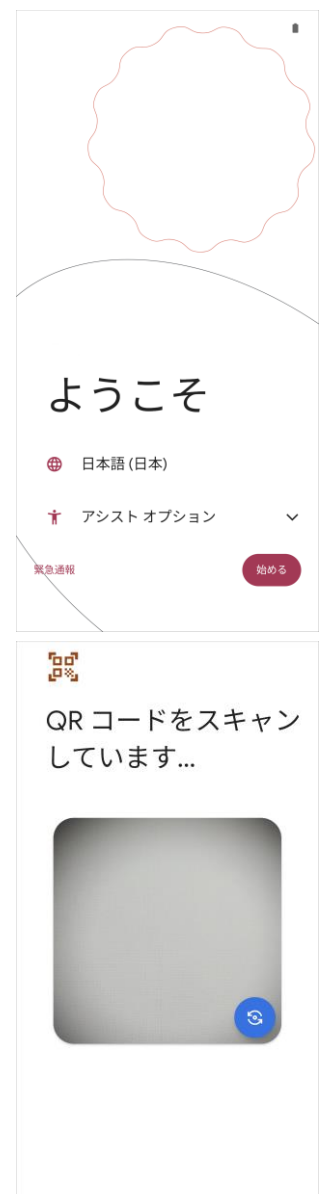 ようこそ
日本語 (日本)
アシスト オプション
緊急通報
始める
QR コードをスキャン
しています...